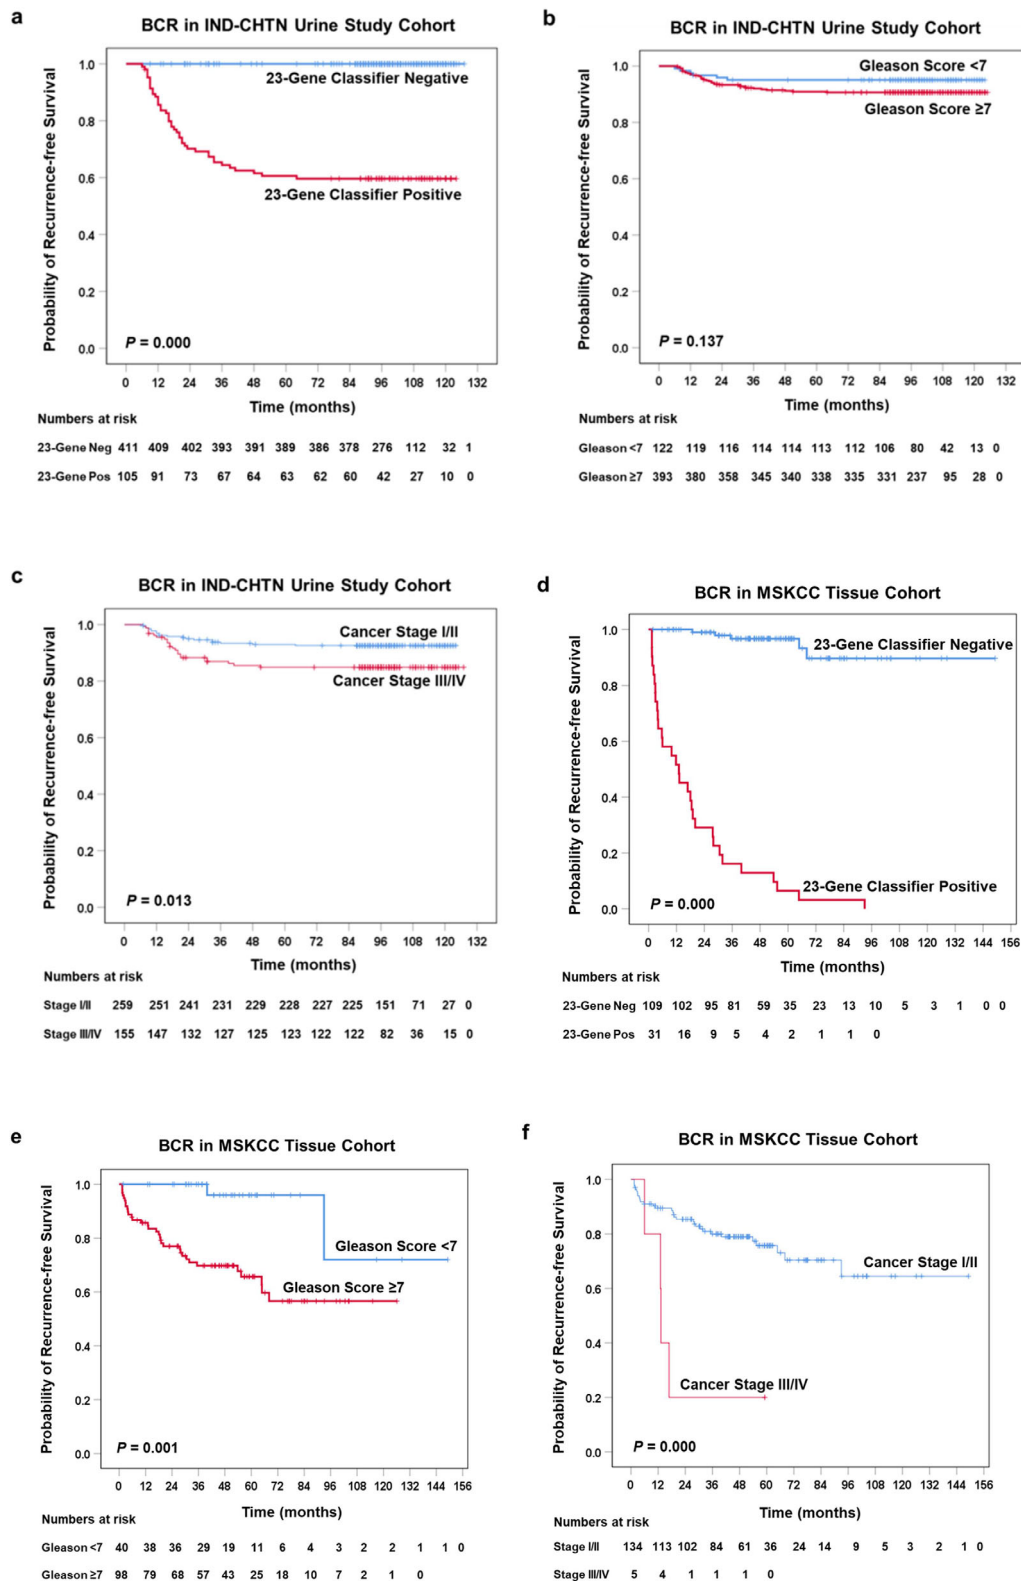 a
BCR in IND-CHTN Urine Study Cohort
Probability of Recurrence-free Survival
1.0
0.8
0.6
0.4
0.2
0.0
23-Gene Classifier Negative
23-Gene Classifier Positive
P = 0.000
0 12 24 36 48 60 72 84 96 108 120 132
Time (months)
Numbers at risk
23-Gene Neg 411 409 402 393 391 389 386 378 276 112 32 1
23-Gene Pos 105 91 73 67 64 63 62 60 42 27 10 0
b
BCR in IND-CHTN Urine Study Cohort
Probability of Recurrence-free Survival
1.0
0.8
0.6
0.4
0.2
0.0
Gleason Score <7
Gleason Score ≥7
P = 0.137
0 12 24 36 48 60 72 84 96 108 120 132
Time (months)
Numbers at risk
Gleason <7 122 119 116 114 114 113 112 106 80 42 13 0
Gleason ≥7 393 380 358 345 340 338 335 331 237 95 28 0
c
BCR in IND-CHTN Urine Study Cohort
Probability of Recurrence-free Survival
1.0
0.8
0.6
0.4
0.2
0.0
Cancer Stage I/II
Cancer Stage III/IV
P = 0.013
0 12 24 36 48 60 72 84 96 108 120 132
Time (months)
Numbers at risk
Stage I/II 259 251 241 231 229 228 227 225 151 71 27 0
Stage III/IV 155 147 132 127 125 123 122 122 82 36 15 0
d
BCR in MSKCC Tissue Cohort
Probability of Recurrence-free Survival
1.0
0.8
0.6
0.4
0.2
0.0
23-Gene Classifier Negative
23-Gene Classifier Positive
P = 0.000
0 12 24 36 48 60 72 84 96 108 120 132 144 156
Time (months)
Numbers at risk
23-Gene Neg 109 102 95 81 59 35 23 13 10 5 3 1 0 0
23-Gene Pos 31 16 9 5 4 2 1 1 0
e
BCR in MSKCC Tissue Cohort
Probability of Recurrence-free Survival
1.0
0.8
0.6
0.4
0.2
0.0
Gleason Score <7
Gleason Score ≥7
P = 0.001
0 12 24 36 48 60 72 84 96 108 120 132 144 156
Time (months)
Numbers at risk
Gleason <7 40 38 36 29 19 11 6 4 3 2 2 1 1 0
Gleason ≥7 98 79 68 57 43 25 18 10 7 2 1 0
f
BCR in MSKCC Tissue Cohort
Probability of Recurrence-free Survival
1.0
0.8
0.6
0.4
0.2
0.0
Cancer Stage I/II
Cancer Stage III/IV
P = 0.000
0 12 24 36 48 60 72 84 96 108 120 132 144 156
Time (months)
Numbers at risk
Stage I/II 134 113 102 84 61 36 24 14 9 5 3 2 1 0
Stage III/IV 5 4 1 1 1 0